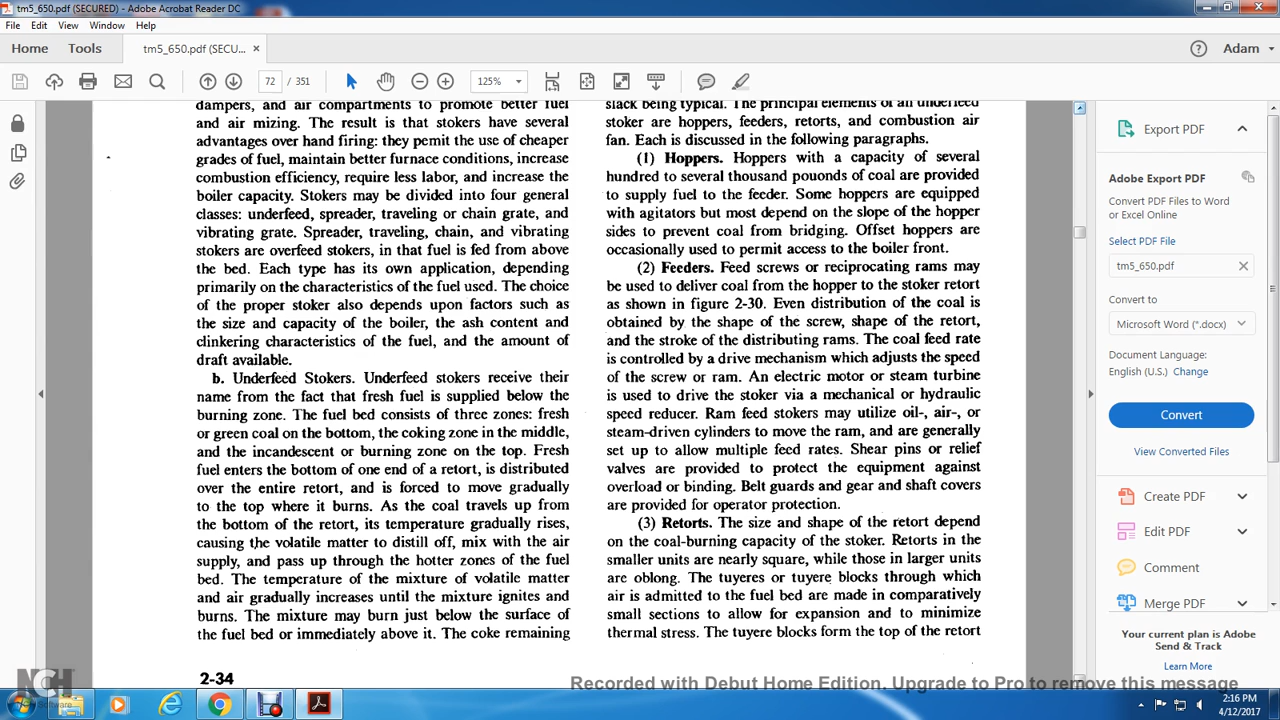 tm5_650.pdf (SECURED) - Adobe Acrobat Reader DC
File Edit View Window Help
Home Tools tm5_650.pdf (SECU... × Adam
72 / 351 125%
dampers, and air compartments to promote better fuel
and air mizing. The result is that stokers have several
advantages over hand firing: they pemit the use of cheaper
grades of fuel, maintain better furnace conditions, increase
combustion efficiency, require less labor, and increase the
boiler capacity. Stokers may be divided into four general
classes: underfeed, spreader, traveling or chain grate, and
vibrating grate. Spreader, traveling, chain, and vibrating
stokers are overfeed stokers, in that fuel is fed from above
the bed. Each type has its own application, depending
primarily on the characteristics of the fuel used. The choice
of the proper stoker also depends upon factors such as
the size and capacity of the boiler, the ash content and
clinkering characteristics of the fuel, and the amount of
draft available.
b. Underfeed Stokers. Underfeed stokers receive their
name from the fact that fresh fuel is supplied below the
burning zone. The fuel bed consists of three zones: fresh
or green coal on the bottom, the coking zone in the middle,
and the incandescent or burning zone on the top. Fresh
fuel enters the bottom of one end of a retort, is distributed
over the entire retort, and is forced to move gradually
to the top where it burns. As the coal travels up from
the bottom of the retort, its temperature gradually rises,
causing the volatile matter to distill off, mix with the air
supply, and pass up through the hotter zones of the fuel
bed. The temperature of the mixture of volatile matter
and air gradually increases until the mixture ignites and
burns. The mixture may burn just below the surface of
the fuel bed or immediately above it. The coke remaining
2-34
slack being typical. The principal elements of an underfeed
stoker are hoppers, feeders, retorts, and combustion air
fan. Each is discussed in the following paragraphs.
(1) Hoppers. Hoppers with a capacity of several
hundred to several thousand pouonds of coal are provided
to supply fuel to the feeder. Some hoppers are equipped
with agitators but most depend on the slope of the hopper
sides to prevent coal from bridging. Offset hoppers are
occasionally used to permit access to the boiler front.
(2) Feeders. Feed screws or reciprocating rams may
be used to deliver coal from the hopper to the stoker retort
as shown in figure 2-30. Even distribution of the coal is
obtained by the shape of the screw, shape of the retort,
and the stroke of the distributing rams. The coal feed rate
is controlled by a drive mechanism which adjusts the speed
of the screw or ram. An electric motor or steam turbine
is used to drive the stoker via a mechanical or hydraulic
speed reducer. Ram feed stokers may utilize oil-, air-, or
steam-driven cylinders to move the ram, and are generally
set up to allow multiple feed rates. Shear pins or relief
valves are provided to protect the equipment against
overload or binding. Belt guards and gear and shaft covers
are provided for operator protection.
(3) Retorts. The size and shape of the retort depend
on the coal-burning capacity of the stoker. Retorts in the
smaller units are nearly square, while those in larger units
are oblong. The tuyeres or tuyere blocks through which
air is admitted to the fuel bed are made in comparatively
small sections to allow for expansion and to minimize
thermal stress. The tuyere blocks form the top of the retort
Export PDF
Adobe Export PDF
Convert PDF Files to Word
or Excel Online
Select PDF File
tm5_650.pdf
Convert to
Microsoft Word (*.docx)
Document Language:
English (U.S.) Change
Convert
View Converted Files
Create PDF
Edit PDF
Comment
Merge PDF
Your current plan is Adobe
Send & Track
Learn More
NCH
Software
Recorded with Debut Home Edition. Upgrade to Pro to remove this message
2:16 PM
4/12/2017